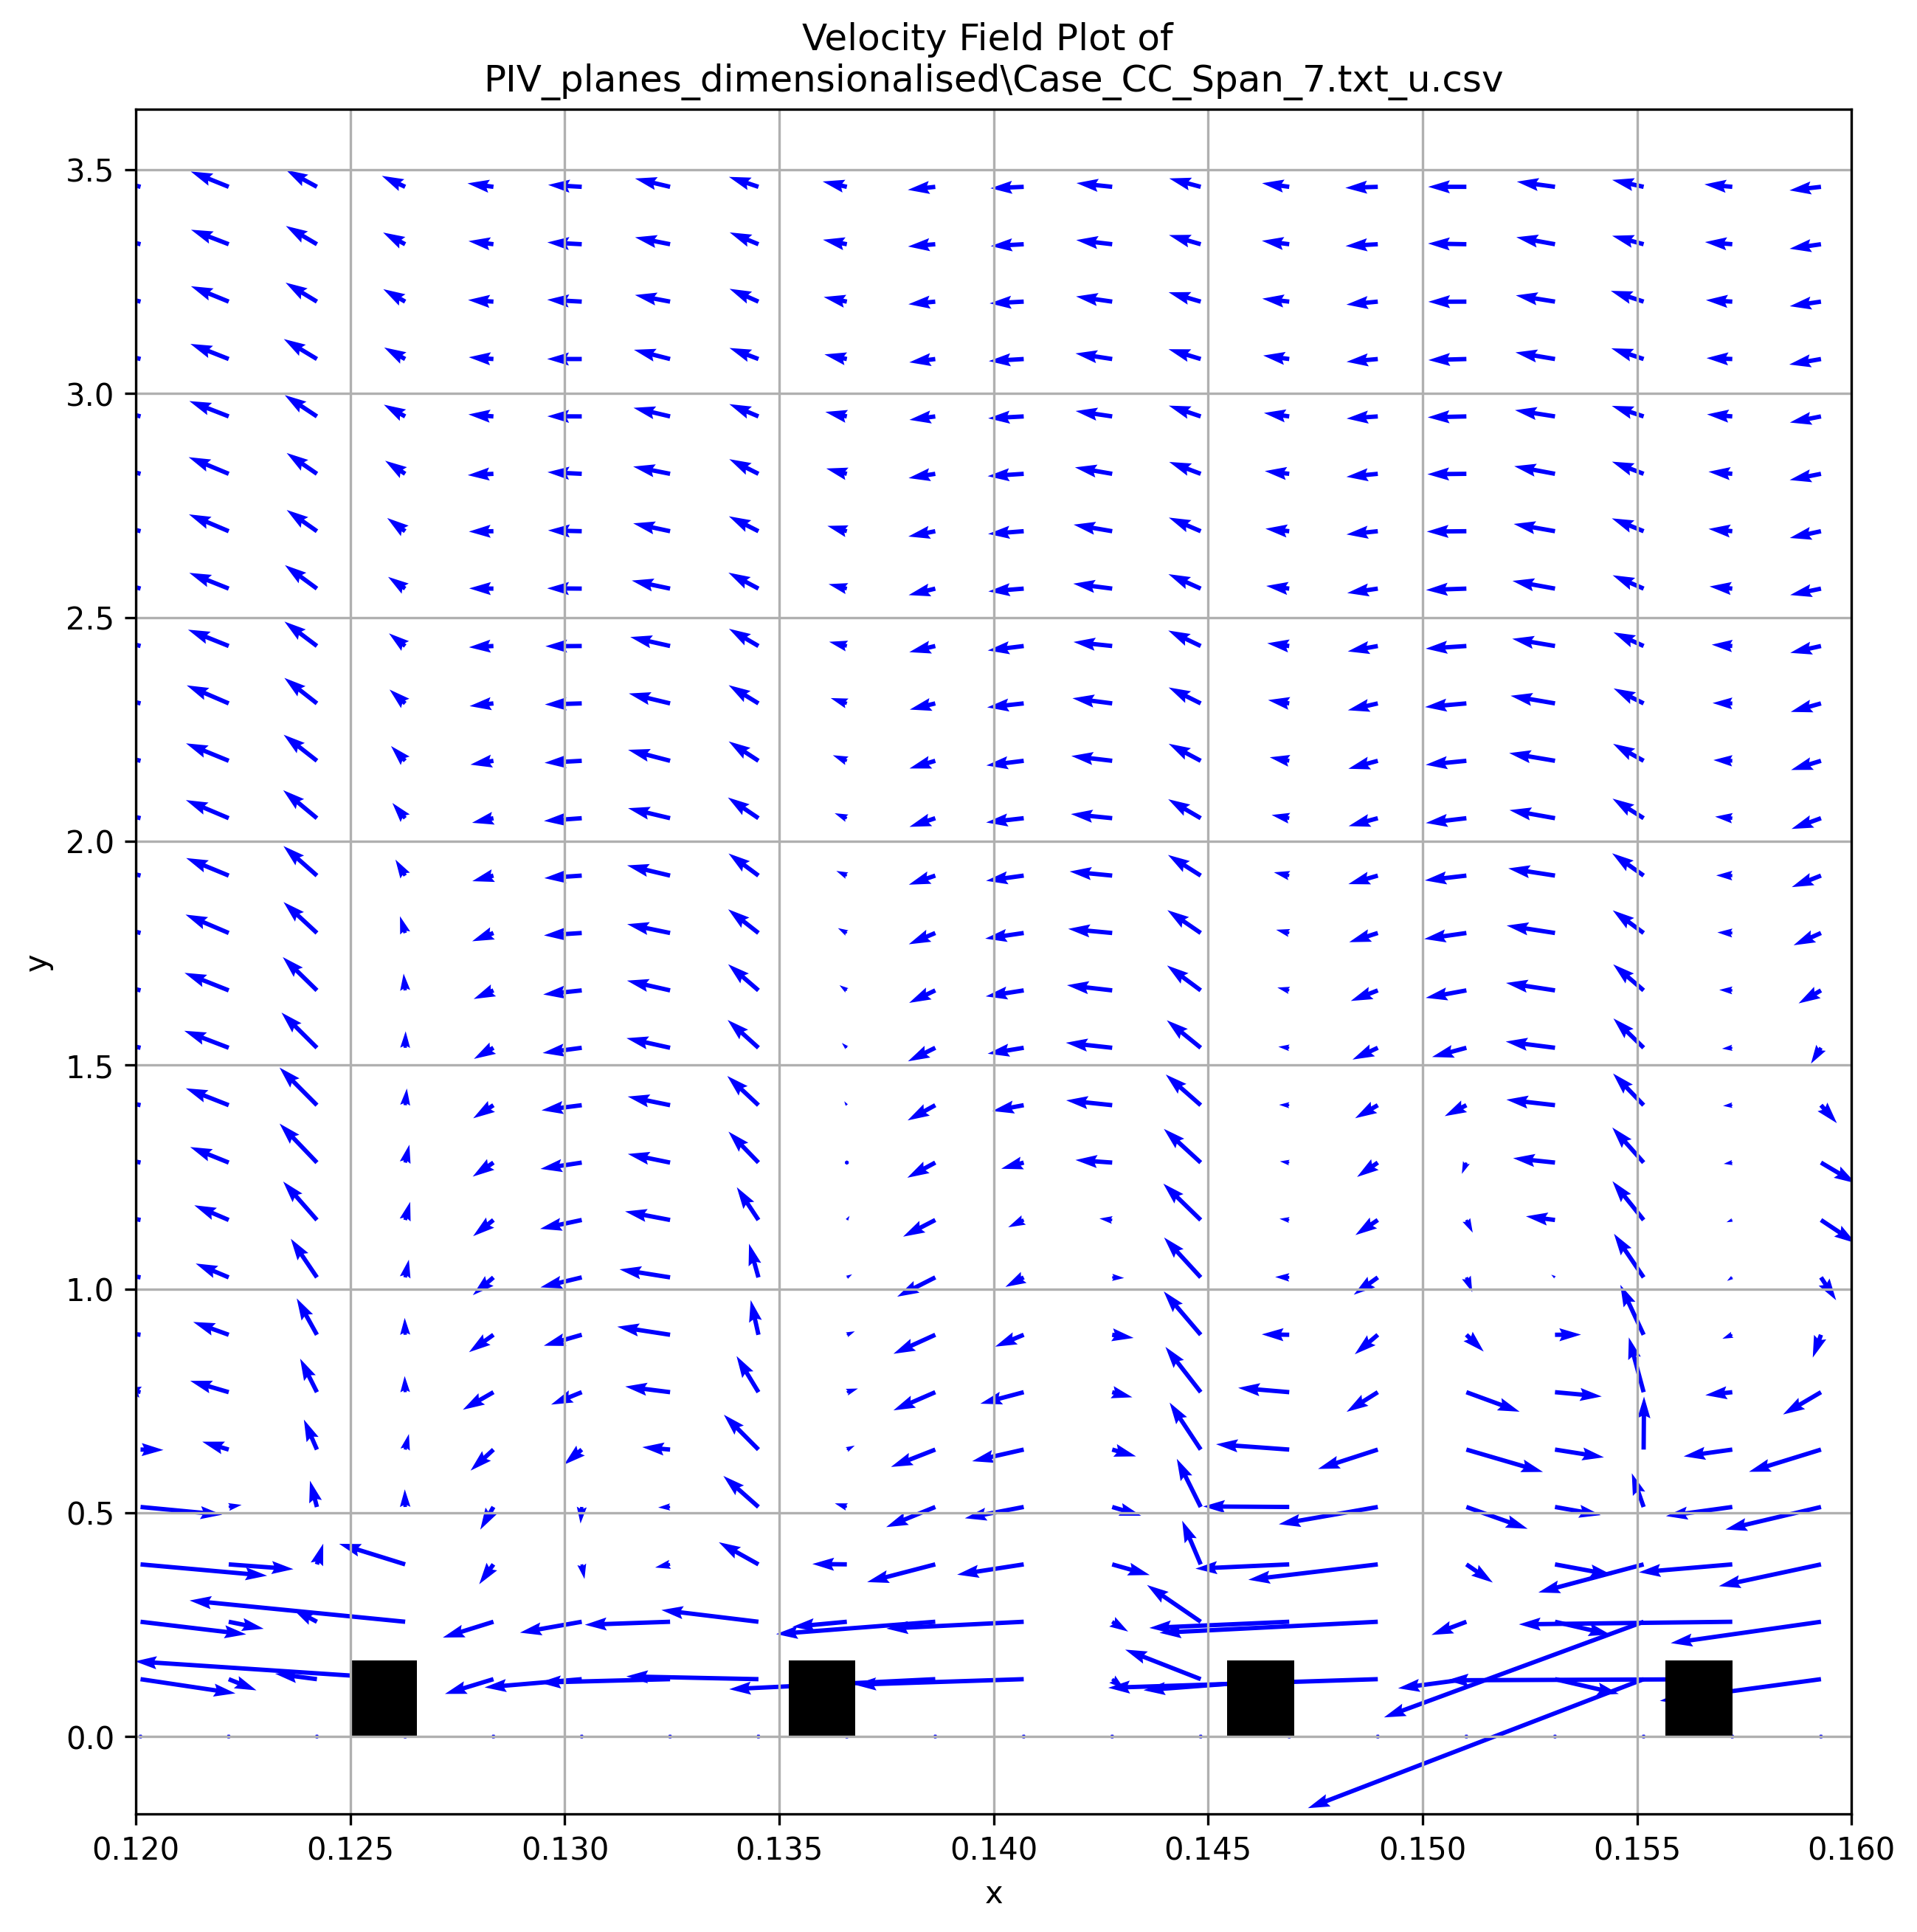 Velocity Field Plot of
PIV_planes_dimensionalised\Case_CC_Span_7.txt_u.csv
3.5
3.0
2.5
2.0
1.5
1.0
0.5
0.0
y
0.120 0.125 0.130 0.135 0.140 0.145 0.150 0.155 0.160
x